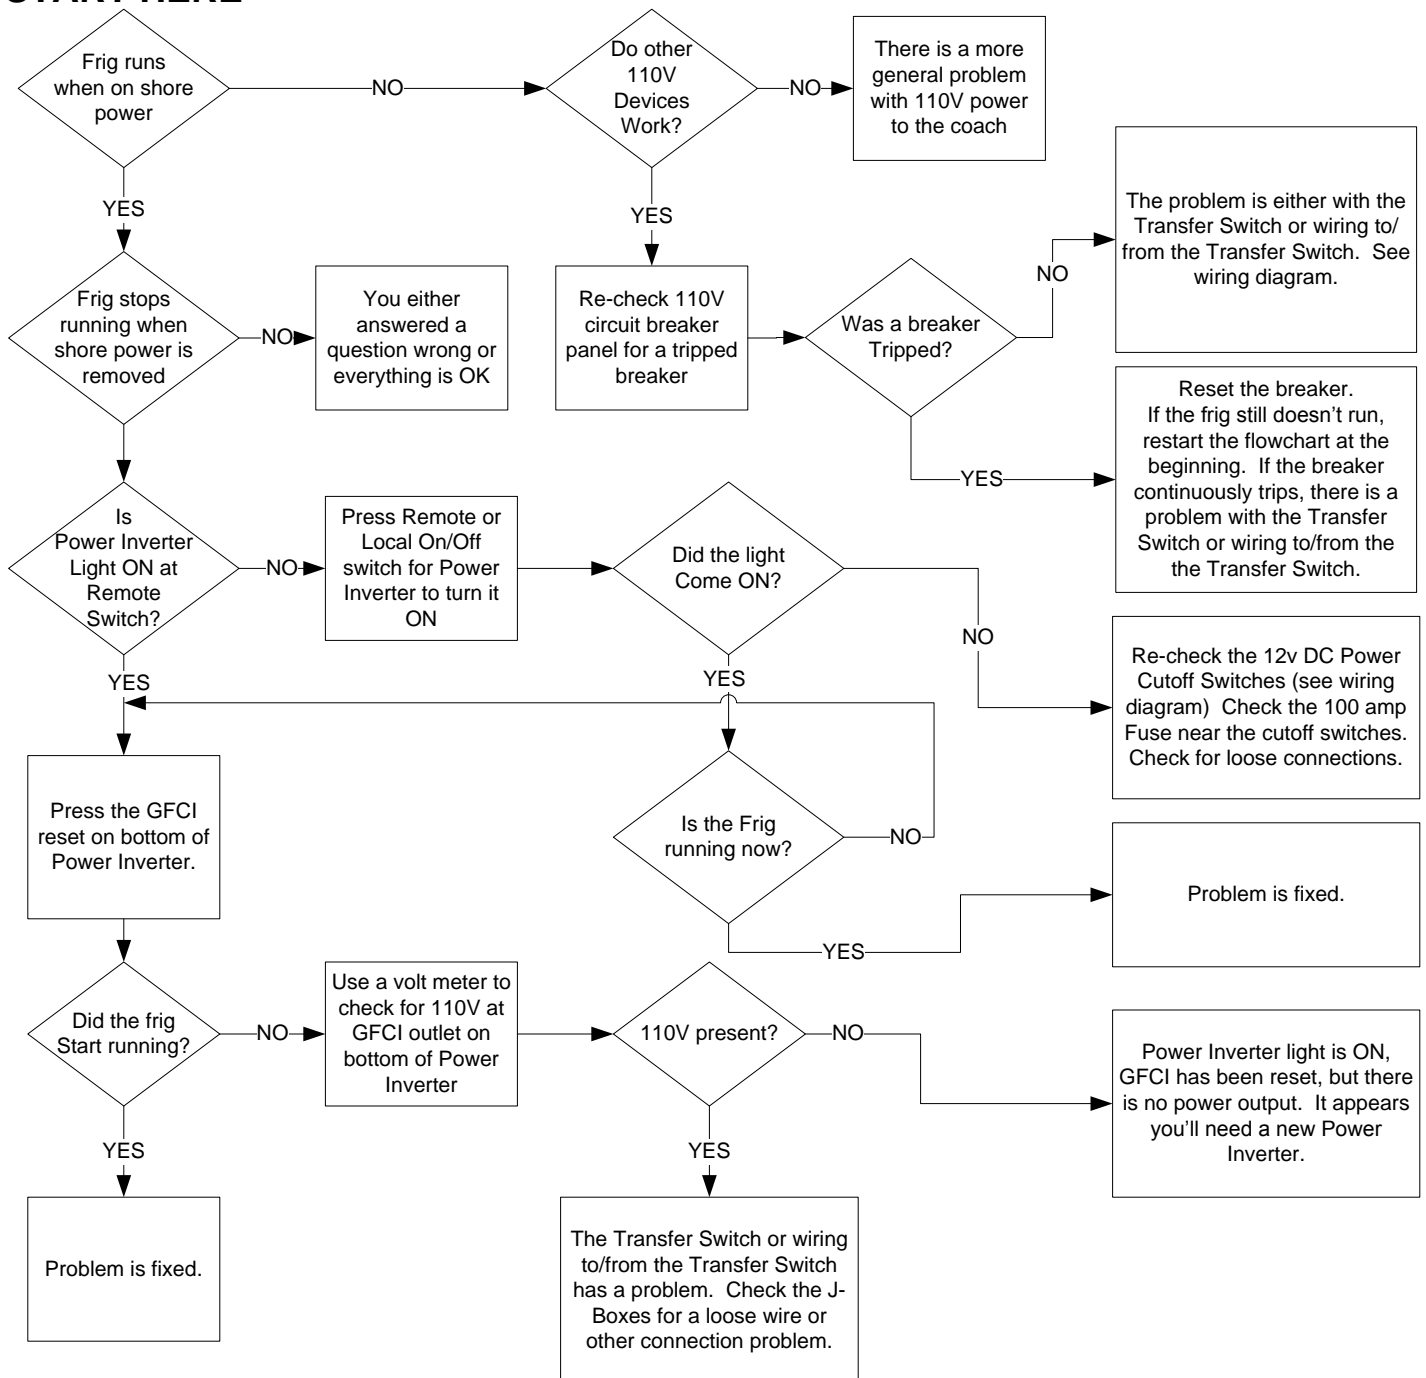 START HERE
Frig runs
when on shore
power
NO
Do other
110V
Devices
Work?
NO
There is a more
general problem
with 110V power
to the coach
YES
YES
The problem is either with the
Transfer Switch or wiring to/
from the Transfer Switch.  See
wiring diagram.
Frig stops
running when
shore power is
removed
NO
You either
answered a
question wrong or
everything is OK
Re-check 110V
circuit breaker
panel for a tripped
breaker
Was a breaker
Tripped?
NO
YES
Reset the breaker.
If the frig still doesn’t run,
restart the flowchart at the
beginning.  If the breaker
continuously trips, there is a
problem with the Transfer
Switch or wiring to/from the
the Transfer Switch.
Is
Power Inverter
Light ON at
Remote
Switch?
NO
Press Remote or
Local On/Off
switch for Power
Inverter to turn it
ON
Did the light
Come ON?
NO
YES
YES
Re-check the 12v DC Power
Cutoff Switches (see wiring
diagram)  Check the 100 amp
Fuse near the cutoff switches.
Check for loose connections.
Press the GFCI
reset on bottom of
Power Inverter.
Is the Frig
running now?
NO
YES
Problem is fixed.
Did the frig
Start running?
NO
Use a volt meter to
check for 110V at
GFCI outlet on
bottom of Power
Inverter
110V present?
NO
Power Inverter light is ON,
GFCI has been reset, but there
is no power output.  It appears
you’ll need a new Power
Inverter.
YES
YES
Problem is fixed.
The Transfer Switch or wiring
to/from the Transfer Switch
has a problem.  Check the J-
Boxes for a loose wire or
other connection problem.